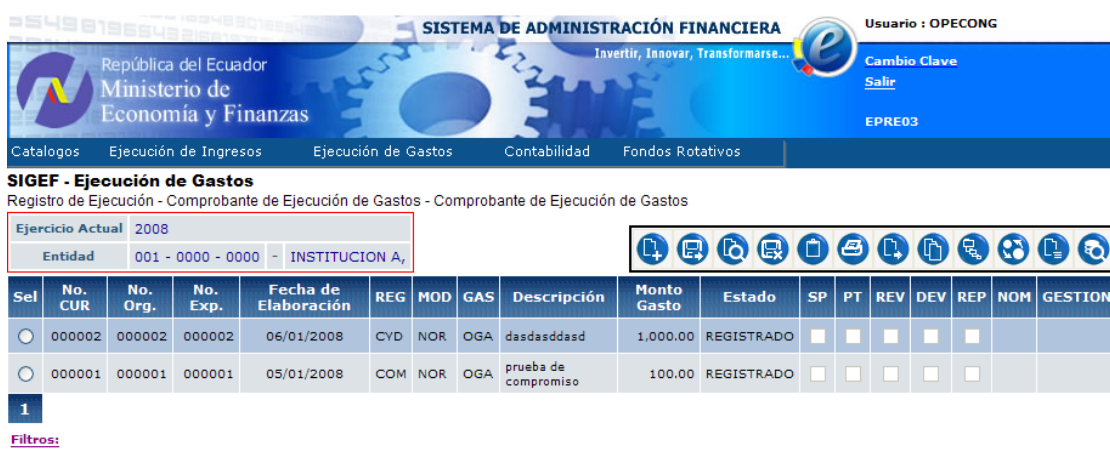 SISTEMA DE ADMINISTRACIÓN FINANCIERA
Usuario : OPECONG
Invertir, Innovar, Transformarse...
República del Ecuador
Ministerio de
Economía y Finanzas
Cambio Clave
Salir
EPRE03
Catalogos Ejecución de Ingresos Ejecución de Gastos Contabilidad Fondos Rotativos
SIGEF - Ejecución de Gastos
Registro de Ejecución - Comprobante de Ejecución de Gastos - Comprobante de Ejecución de Gastos
Ejercicio Actual 2008
Entidad 001 - 0000 - 0000 - INSTITUCION A,
Sel No. CUR No. Org. No. Exp. Fecha de Elaboración REG MOD GAS Descripción Monto Gasto Estado SP PT REV DEV REP NOM GESTION
000002 000002 000002 06/01/2008 CYD NOR OGA dasdasddasd 1,000.00 REGISTRADO
000001 000001 000001 05/01/2008 COM NOR OGA prueba de compromiso 100.00 REGISTRADO
1
Filtros: